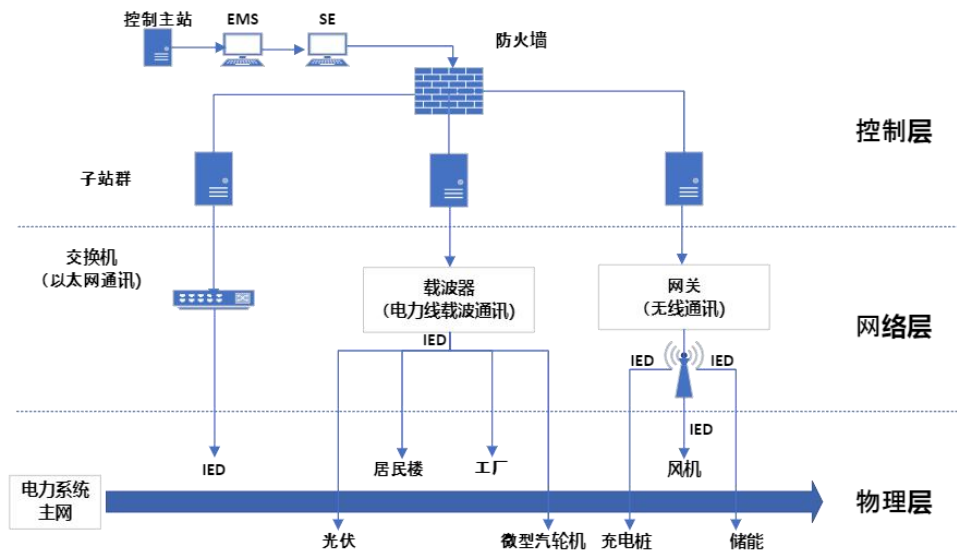 控制主站
EMS
SE
防火墙
控制层
子站群
交换机
（以太网通讯）
载波器
（电力线载波通讯)
网关
（无线通讯）
网络层
IED
IED
IED
IED
IED
居民楼
工厂
风机
电力系统
主网
物理层
光伏
微型汽轮机
充电桩
储能